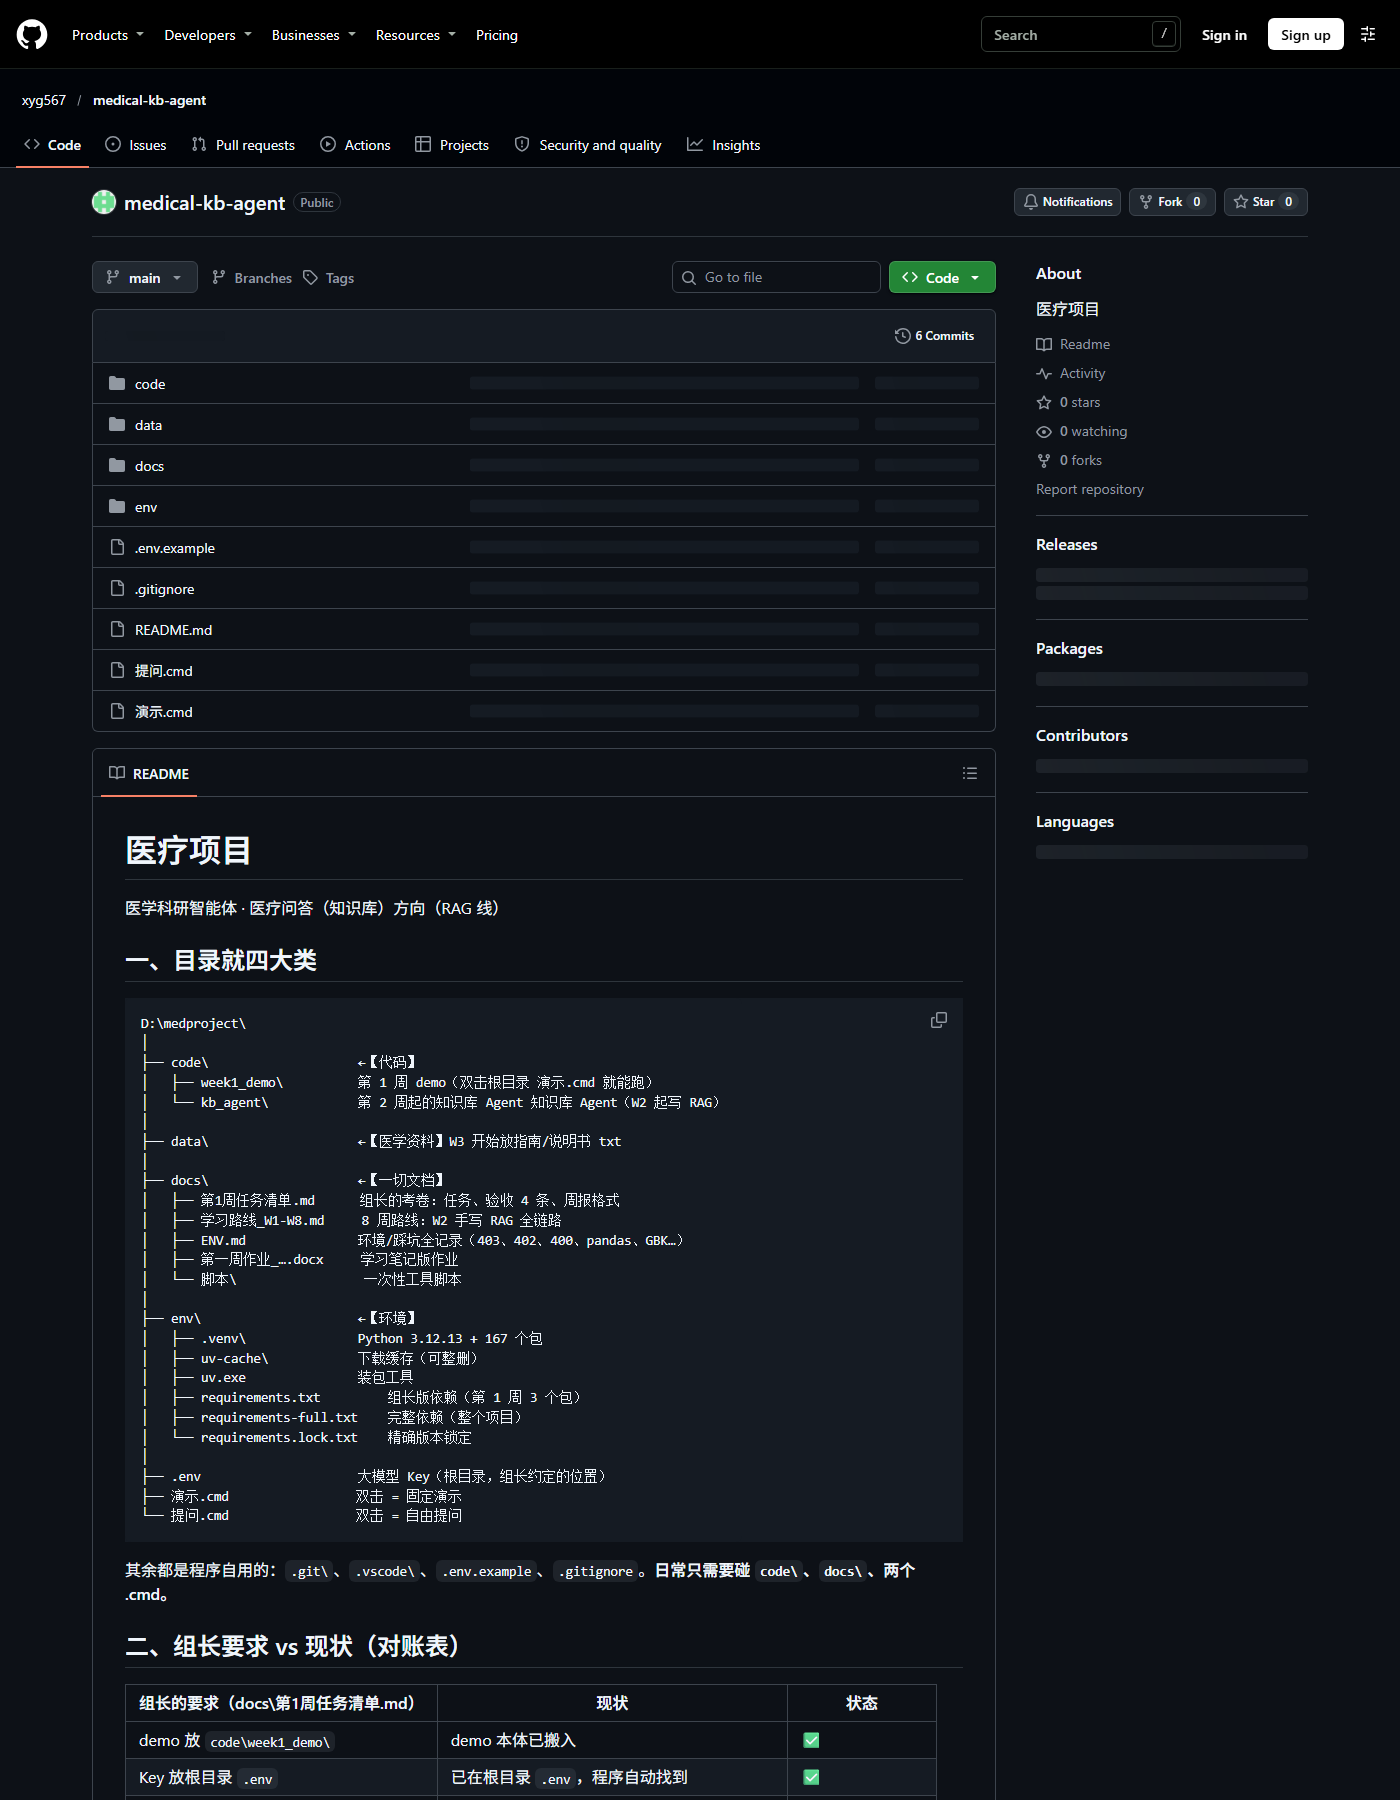 Products
Developers
Businesses
Resources
Pricing
Search
/
Sign in
Sign up
xyg567 / medical-kb-agent
Code
Issues
Pull requests
Actions
Projects
Security and quality
Insights
medical-kb-agent
Public
Notifications
Fork 0
Star 0
main
Branches
Tags
Go to file
Code
6 Commits
code
data
docs
env
.env.example
.gitignore
README.md
提问.cmd
演示.cmd
About
医疗项目
Readme
Activity
0 stars
0 watching
0 forks
Report repository
Releases
Packages
Contributors
Languages
README
医疗项目
医学科研智能体 · 医疗问答（知识库）方向（RAG 线）
一、目录就四大类
D:\medproject\
│
├── code\ ←【代码】
│ ├── week1_demo\ 第 1 周 demo（双击根目录 演示.cmd 就能跑）
│ └── kb_agent\ 第 2 周起的知识库 Agent 知识库 Agent（W2 起写 RAG）
│
├── data\ ←【医学资料】W3 开始放指南/说明书 txt
│
├── docs\ ←【一切文档】
│ ├── 第1周任务清单.md 组长的考卷：任务、验收 4 条、周报格式
│ ├── 学习路线_W1-W8.md 8 周路线：W2 手写 RAG 全链路
│ ├── ENV.md 环境/踩坑全记录（403、402、400、pandas、GBK…）
│ ├── 第一周作业_….docx 学习笔记版作业
│ └── 脚本\ 一次性工具脚本
│
├── env\ ←【环境】
│ ├── .venv\ Python 3.12.13 + 167 个包
│ ├── uv-cache\ 下载缓存（可整删）
│ ├── uv.exe 装包工具
│ ├── requirements.txt 组长版依赖（第 1 周 3 个包）
│ ├── requirements-full.txt 完整依赖（整个项目）
│ └── requirements.lock.txt 精确版本锁定
│
├── .env 大模型 Key（根目录，组长约定的位置）
├── 演示.cmd 双击 = 固定演示
└── 提问.cmd 双击 = 自由提问
其余都是程序自用的： .git\ 、 .vscode\ 、 .env.example 、 .gitignore 。日常只需要碰 code\ 、 docs\ 、两个
.cmd。
二、组长要求 vs 现状（对账表）
组长的要求（docs\第1周任务清单.md） 现状 状态
demo 放 code\week1_demo\ demo 本体已搬入 ✅
Key 放根目录 .env 已在根目录 .env ，程序自动找到 ✅